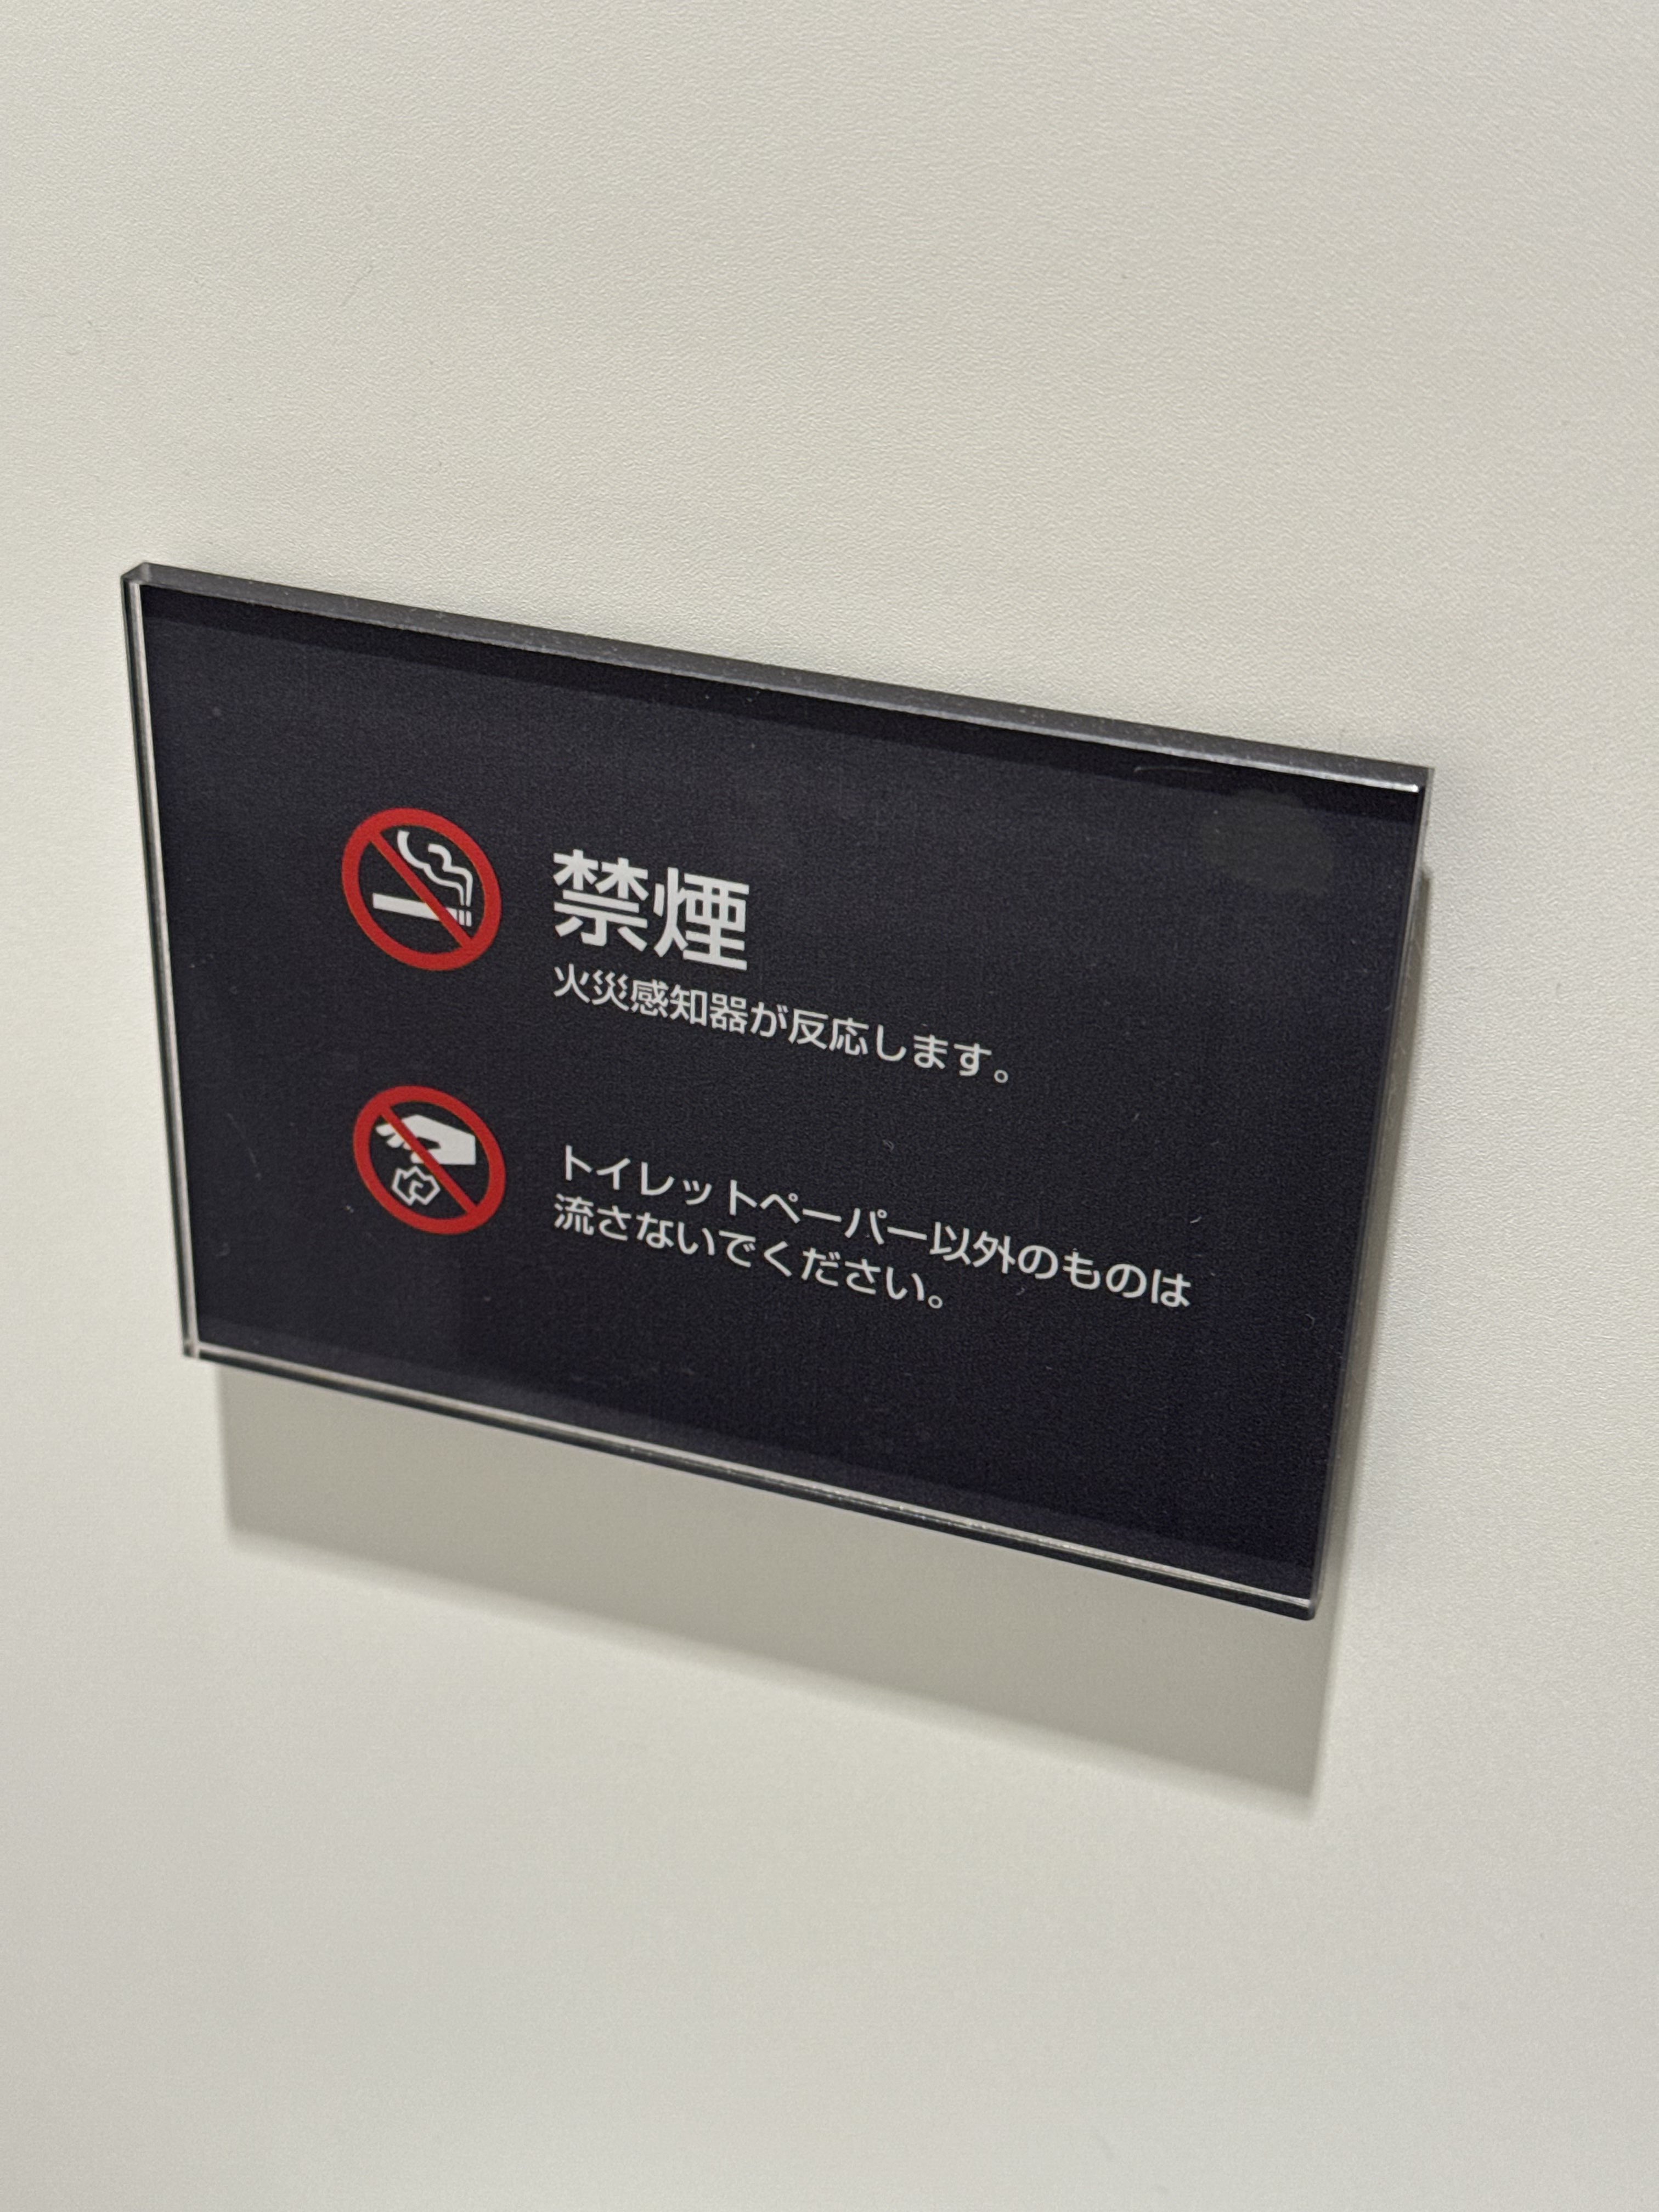 禁煙
火災感知器が反応します。
トイレットペーパー以外のものは
流さないでください。